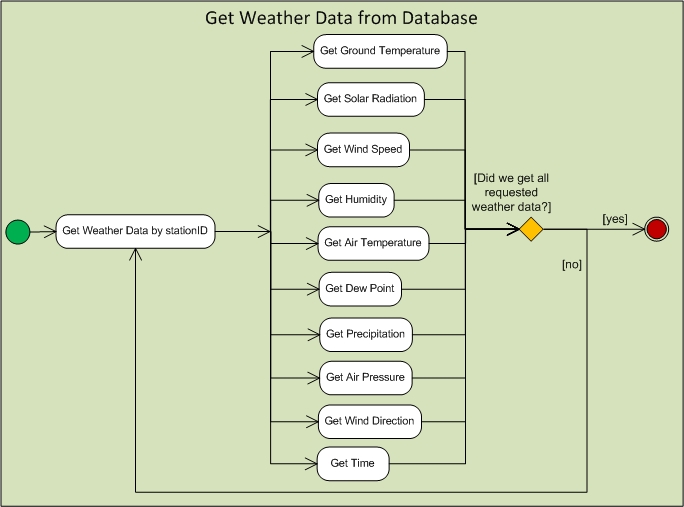 Get Weather Data from Database
Get Ground Temperature
Get Solar Radiation
Get Wind Speed
[Did we get all
requested
weather data?]
Get Humidity
[yes]
Get Weather Data by stationID
Get Air Temperature
[no]
Get Dew Point
Get Precipitation
Get Air Pressure
Get Wind Direction
Get Time